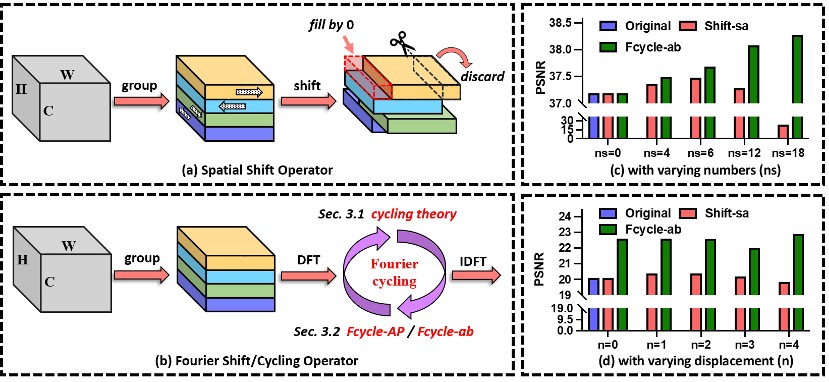 fill by 0
H
W
C
group
shift
discard
(a) Spatial Shift Operator
Sec. 3.1 cycling theory
H
W
C
group
DFT
Fourier
cycling
IDFT
Sec. 3.2 Fcycle-AP / Fcycle-ab
(b) Fourier Shift/Cycling Operator
Original
Shift-sa
Fcycle-ab
PSNR
38.5
38.0
37.5
37.0
30
15
0
ns=0 ns=4 ns=6 ns=12 ns=18
(c) with varying numbers (ns)
Original
Shift-sa
Fcycle-ab
PSNR
24
23
22
21
20
19
19.0
9.0
0.0
n=0 n=1 n=2 n=3 n=4
(d) with varying displacement (n)